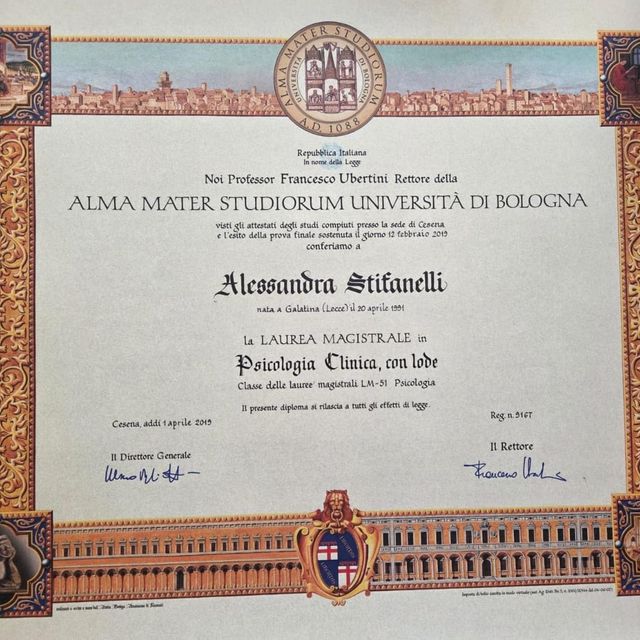 ALMA MATER STUDIORUM
UNIVERSITÀ DI BOLOGNA
A.D. 1088
Repubblica Italiana
In nome della Legge
Noi Professor Francesco Ubertini Rettore della
ALMA MATER STUDIORUM UNIVERSITÀ DI BOLOGNA
visti gli attestati degli studi compiuti presso la sede di Cesena
e l'esito della prova finale sostenuta il giorno 12 febbraio 2019
conferiamo a
Alessandra Stifanelli
nata a Galatina (Lecce) il 20 aprile 1991
la LAUREA MAGISTRALE in
Psicologia Clinica, con lode
Classe delle lauree magistrali LM-51 Psicologia
Il presente diploma si rilascia a tutti gli effetti di legge.
Cesena, addì 1 aprile 2019
Reg. n. 9167
Il Direttore Generale
Il Rettore